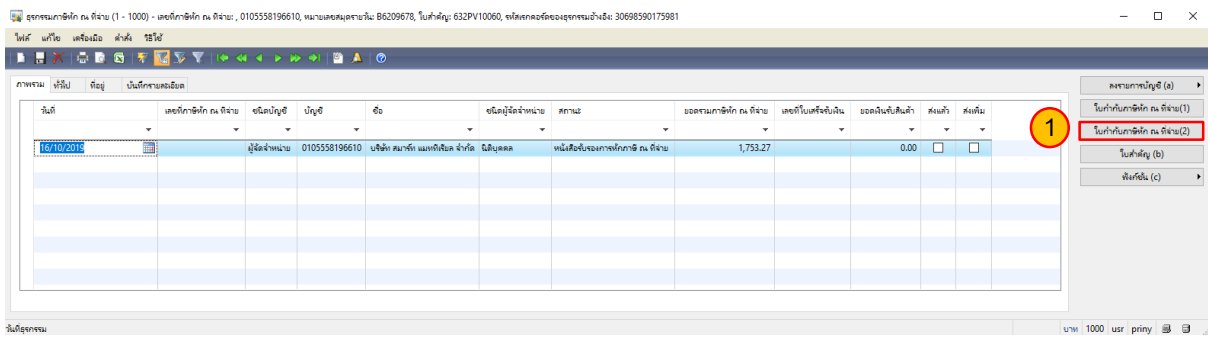 ธุรกรรมภาษีหัก ณ ที่จ่าย (1 - 1000) - เลขที่ภาษีหัก ณ ที่จ่าย: , 0105558196610, หมายเลขสมุดรายวัน: B6209678, ใบสำคัญ: 632PV10060, รหัสเรกคอร์ดของธุรกรรมอ้างอิง: 30698590175981
ไฟล์ แก้ไข เครื่องมือ คำสั่ง วิธีใช้
ภาพรวม ทั่วไป ที่อยู่ บันทึกรายละเอียด
วันที่ เลขที่ภาษีหัก ณ ที่จ่าย ชนิดบัญชี บัญชี ชื่อ ชนิดผู้จัดจำหน่าย สถานะ ยอดรวมภาษีหัก ณ ที่จ่าย เลขที่ใบเสร็จรับเงิน ยอดเงินรับสินค้า ส่งแล้ว ส่งเพิ่ม
16/10/2019 ผู้จัดจำหน่าย 0105558196610 บริษัท สมาร์ท แมททีเรียล จำกัด นิติบุคคล หนังสือรับรองการหักภาษี ณ ที่จ่าย 1,753.27 0.00
ลงรายการบัญชี (a)
ใบกำกับภาษีหัก ณ ที่จ่าย(1)
1
ใบกำกับภาษีหัก ณ ที่จ่าย(2)
ใบสำคัญ (b)
ฟังก์ชัน (c)
วันที่ธุรกรรม
บาท 1000 usr priny